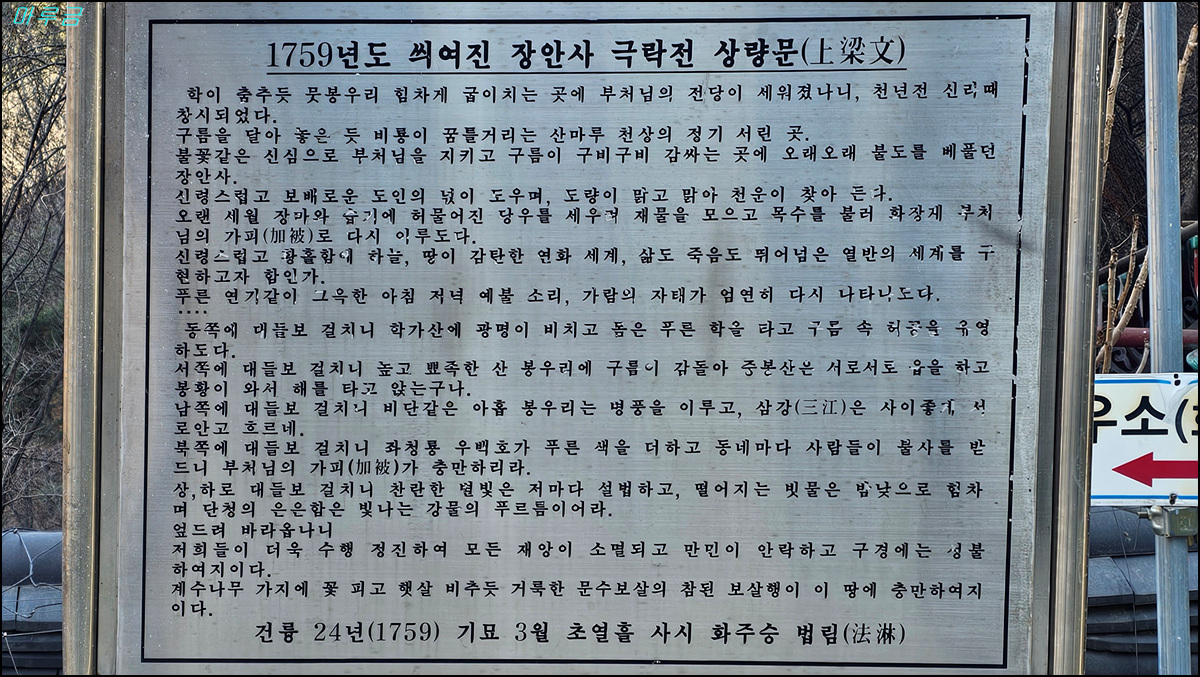 머루금
1759년도 씌여진 장안사 극락전 상량문(上梁文)
학이 춤추듯 뭇봉우리 힘차게 굽이치는 곳에 부처님의 전당이 세워졌나니, 천년전 신라때
창시되었다.
구름을 달아 놓은 듯 비룡이 꿈틀거리는 산마루 천상의 정기 서린 곳.
불꽃같은 신심으로 부처님을 지키고 구름이 구비구비 감싸는 곳에 오래오래 불도를 베풀던
장안사.
신령스럽고 보배로운 도인의 넋이 도우며, 도량이 맑고 맑아 천운이 찾아 든다.
오랜 세월 장마와 습기에 허물어진 당우를 세우려 재물을 모으고 목수를 불러 화장게 부처
님의 가피(加被)로 다시 이루도다.
신령스럽고 황홀함에 하늘, 땅이 감탄한 연화 세계, 삶도 죽음도 뛰어넘은 열반의 세계를 구
현하고자 함인가.
푸른 연기같이 그윽한 아침 저녁 예불 소리, 가람의 자태가 엄연히 다시 나타나도다.
····
동쪽에 대들보 걸치니 학가산에 광명이 비치고 돋은 푸른 학을 타고 구름 속 허공을 유영
하도다.
서쪽에 대들보 걸치니 높고 뾰족한 산 봉우리에 구름이 감돌아 중봉산은 서로서로 읍을 하고
봉황이 와서 해를 타고 앉는구나.
남쪽에 대들보 걸치니 비단같은 아홉 봉우리는 병풍을 이루고, 삼강(三江)은 사이좋게 서
로안고 흐르네.
북쪽에 대들보 걸치니 좌청룡 우백호가 푸른 색을 더하고 동네마다 사람들이 불사를 받
드니 부처님의 가피(加被)가 충만하리라.
상,하로 대들보 걸치니 찬란한 별빛은 저마다 설법하고, 떨어지는 빗물은 밤낮으로 힘차
며 단청의 은은함은 빛나는 강물의 푸르름이어라.
엎드려 바라옵나니
저희들이 더욱 수행 정진하여 모든 재앙이 소멸되고 만민이 안락하고 구경에는 성불
하여지이다.
계수나무 가지에 꽃 피고 햇살 비추듯 거룩한 문수보살의 참된 보살행이 이 땅에 충만하여지
이다.
건륭 24년(1759) 기묘 3월 초열흘 사시 화주승 법림(法淋)
우소(